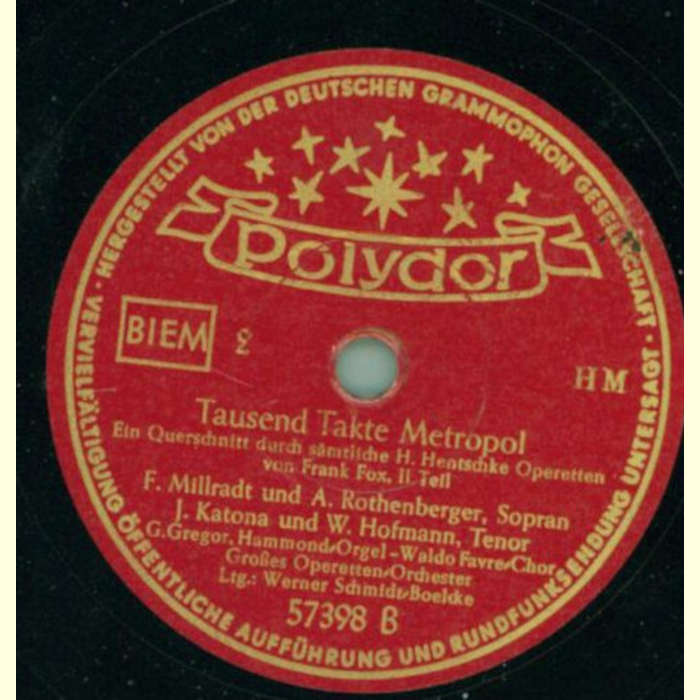 HERGESTELLT VON DER DEUTSCHEN GRAMMOPHON GESELLSCHAFT ·
VERVIELFÄLTIGUNG ÖFFENTLICHE AUFFÜHRUNG UND RUNDFUNKSENDUNG UNTERSAGT ·
Polydor
BIEM
HM
Tausend Takte Metropol
Ein Querschnitt durch sämtliche H. Hentschke Operetten
von Frank Fox, II. Teil
F. Millradt und A. Rothenberger, Sopran
J. Katona und W. Hofmann, Tenor
G. Gregor, Hammond-Orgel - Waldo Favre-Chor
Großes Operetten-Orchester
Ltg.: Werner Schmidt-Boelcke
57398 B